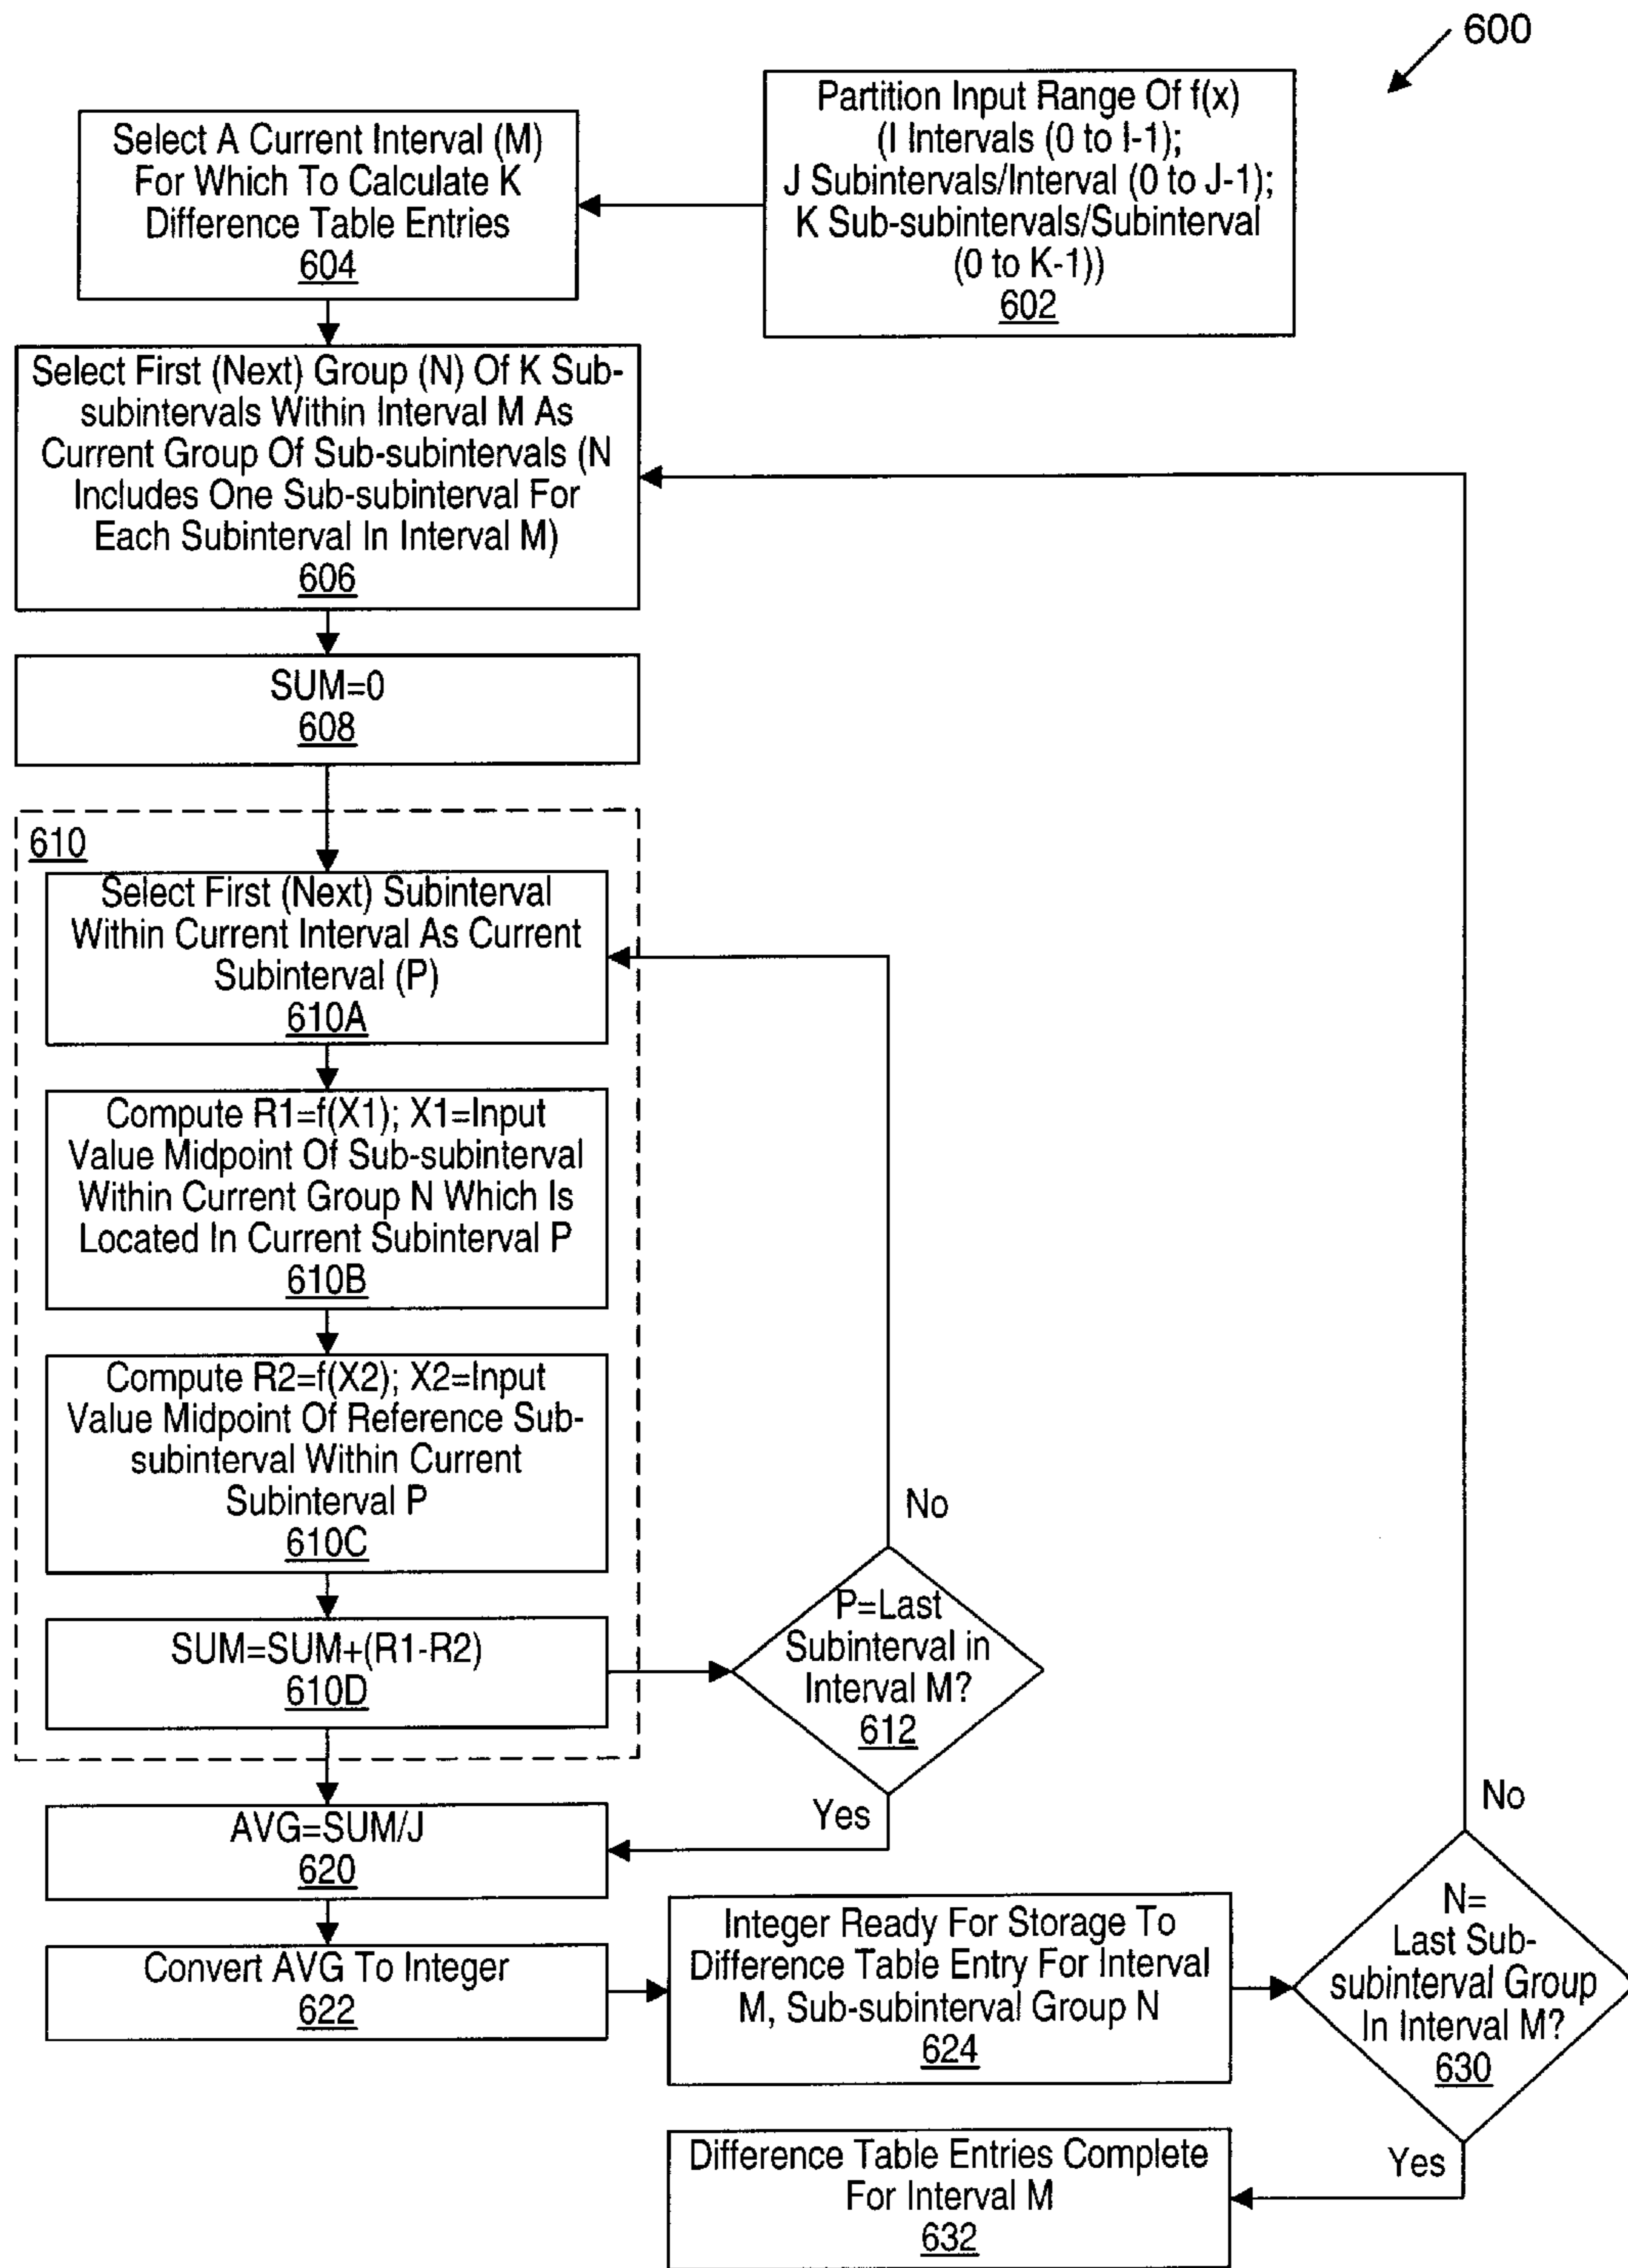 600
Partition Input Range Of f(x)
(I Intervals (0 to I-1);
J Subintervals/Interval (0 to J-1);
K Sub-subintervals/Subinterval
(0 to K-1))
602
Select A Current Interval (M)
For Which To Calculate K
Difference Table Entries
604
Select First (Next) Group (N) Of K Sub-
subintervals Within Interval M As
Current Group Of Sub-subintervals (N
Includes One Sub-subinterval For
Each Subinterval In Interval M)
606
SUM=0
608
610
Select First (Next) Subinterval
Within Current Interval As Current
Subinterval (P)
610A
Compute R1=f(X1); X1=Input
Value Midpoint Of Sub-subinterval
Within Current Group N Which Is
Located In Current Subinterval P
610B
Compute R2=f(X2); X2=Input
Value Midpoint Of Reference Sub-
subinterval Within Current
Subinterval P
610C
SUM=SUM+(R1-R2)
610D
No
P=Last
Subinterval in
Interval M?
612
Yes
AVG=SUM/J
620
Convert AVG To Integer
622
Integer Ready For Storage To
Difference Table Entry For Interval
M, Sub-subinterval Group N
624
No
N=
Last Sub-
subinterval Group
In Interval M?
630
Yes
Difference Table Entries Complete
For Interval M
632